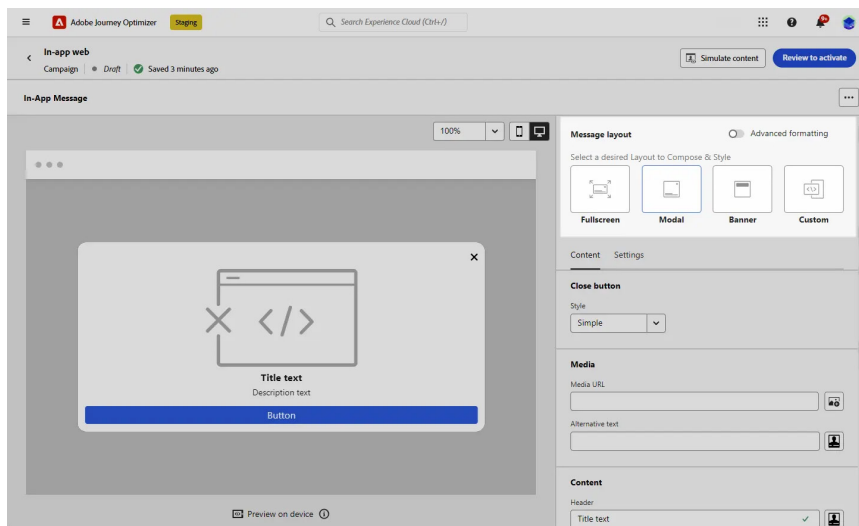 Adobe Journey Optimizer Staging Search Experience Cloud (Ctrl+/)
In-app web
Campaign Draft Saved 3 minutes ago
Simulate content Review to activate
In-App Message
100%
Message layout Advanced formatting
Select a desired Layout to Compose & Style
Fullscreen Modal Banner Custom
Content Settings
Close button
Style
Simple
Title text
Description text
Button
Media
Media URL
Alternative text
Content
Header
Title text
Preview on device